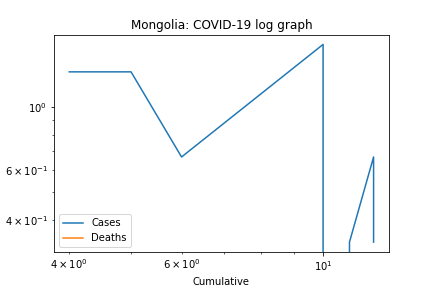 Mongolia: COVID-19 log graph
10⁰
6 × 10⁻¹
4 × 10⁻¹
Cases
Deaths
4 × 10⁰
6 × 10⁰
10¹
Cumulative